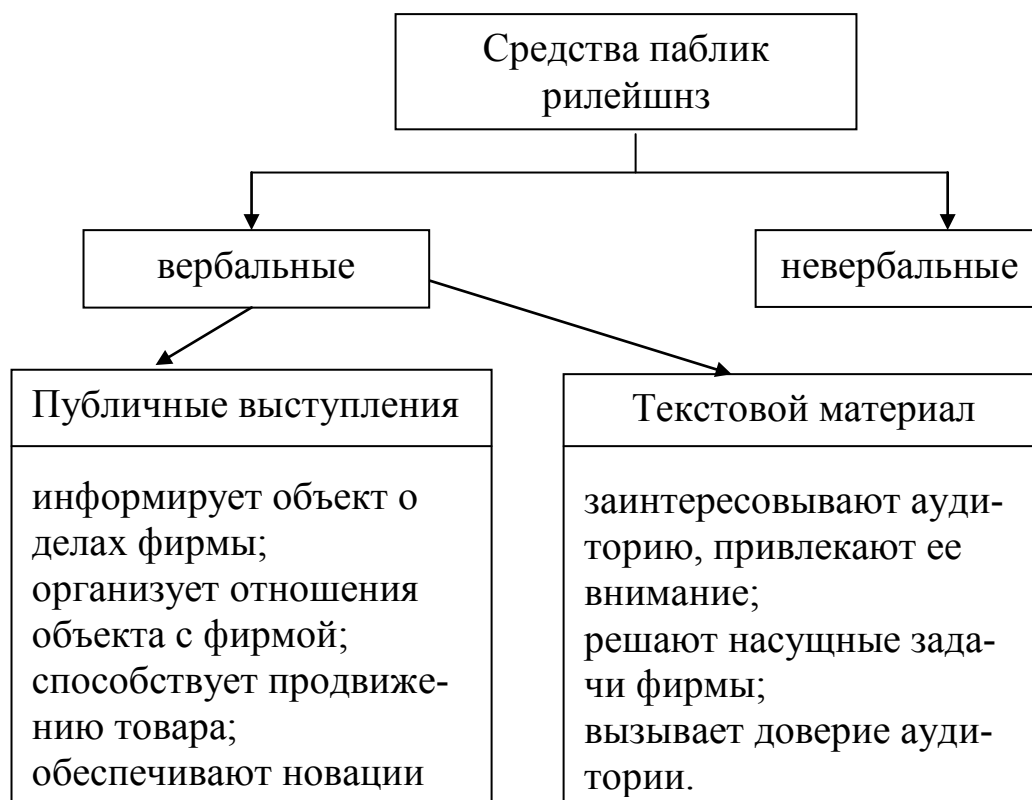 Средства паблик
рилейшнз
вербальные
невербальные
Публичные выступления
информирует объект о
делах фирмы;
организует отношения
объекта с фирмой;
способствует продвиже-
нию товара;
обеспечивают новации
Текстовой материал
заинтересовывают ауди-
торию, привлекают ее
внимание;
решают насущные зада-
чи фирмы;
вызывает доверие ауди-
тории.